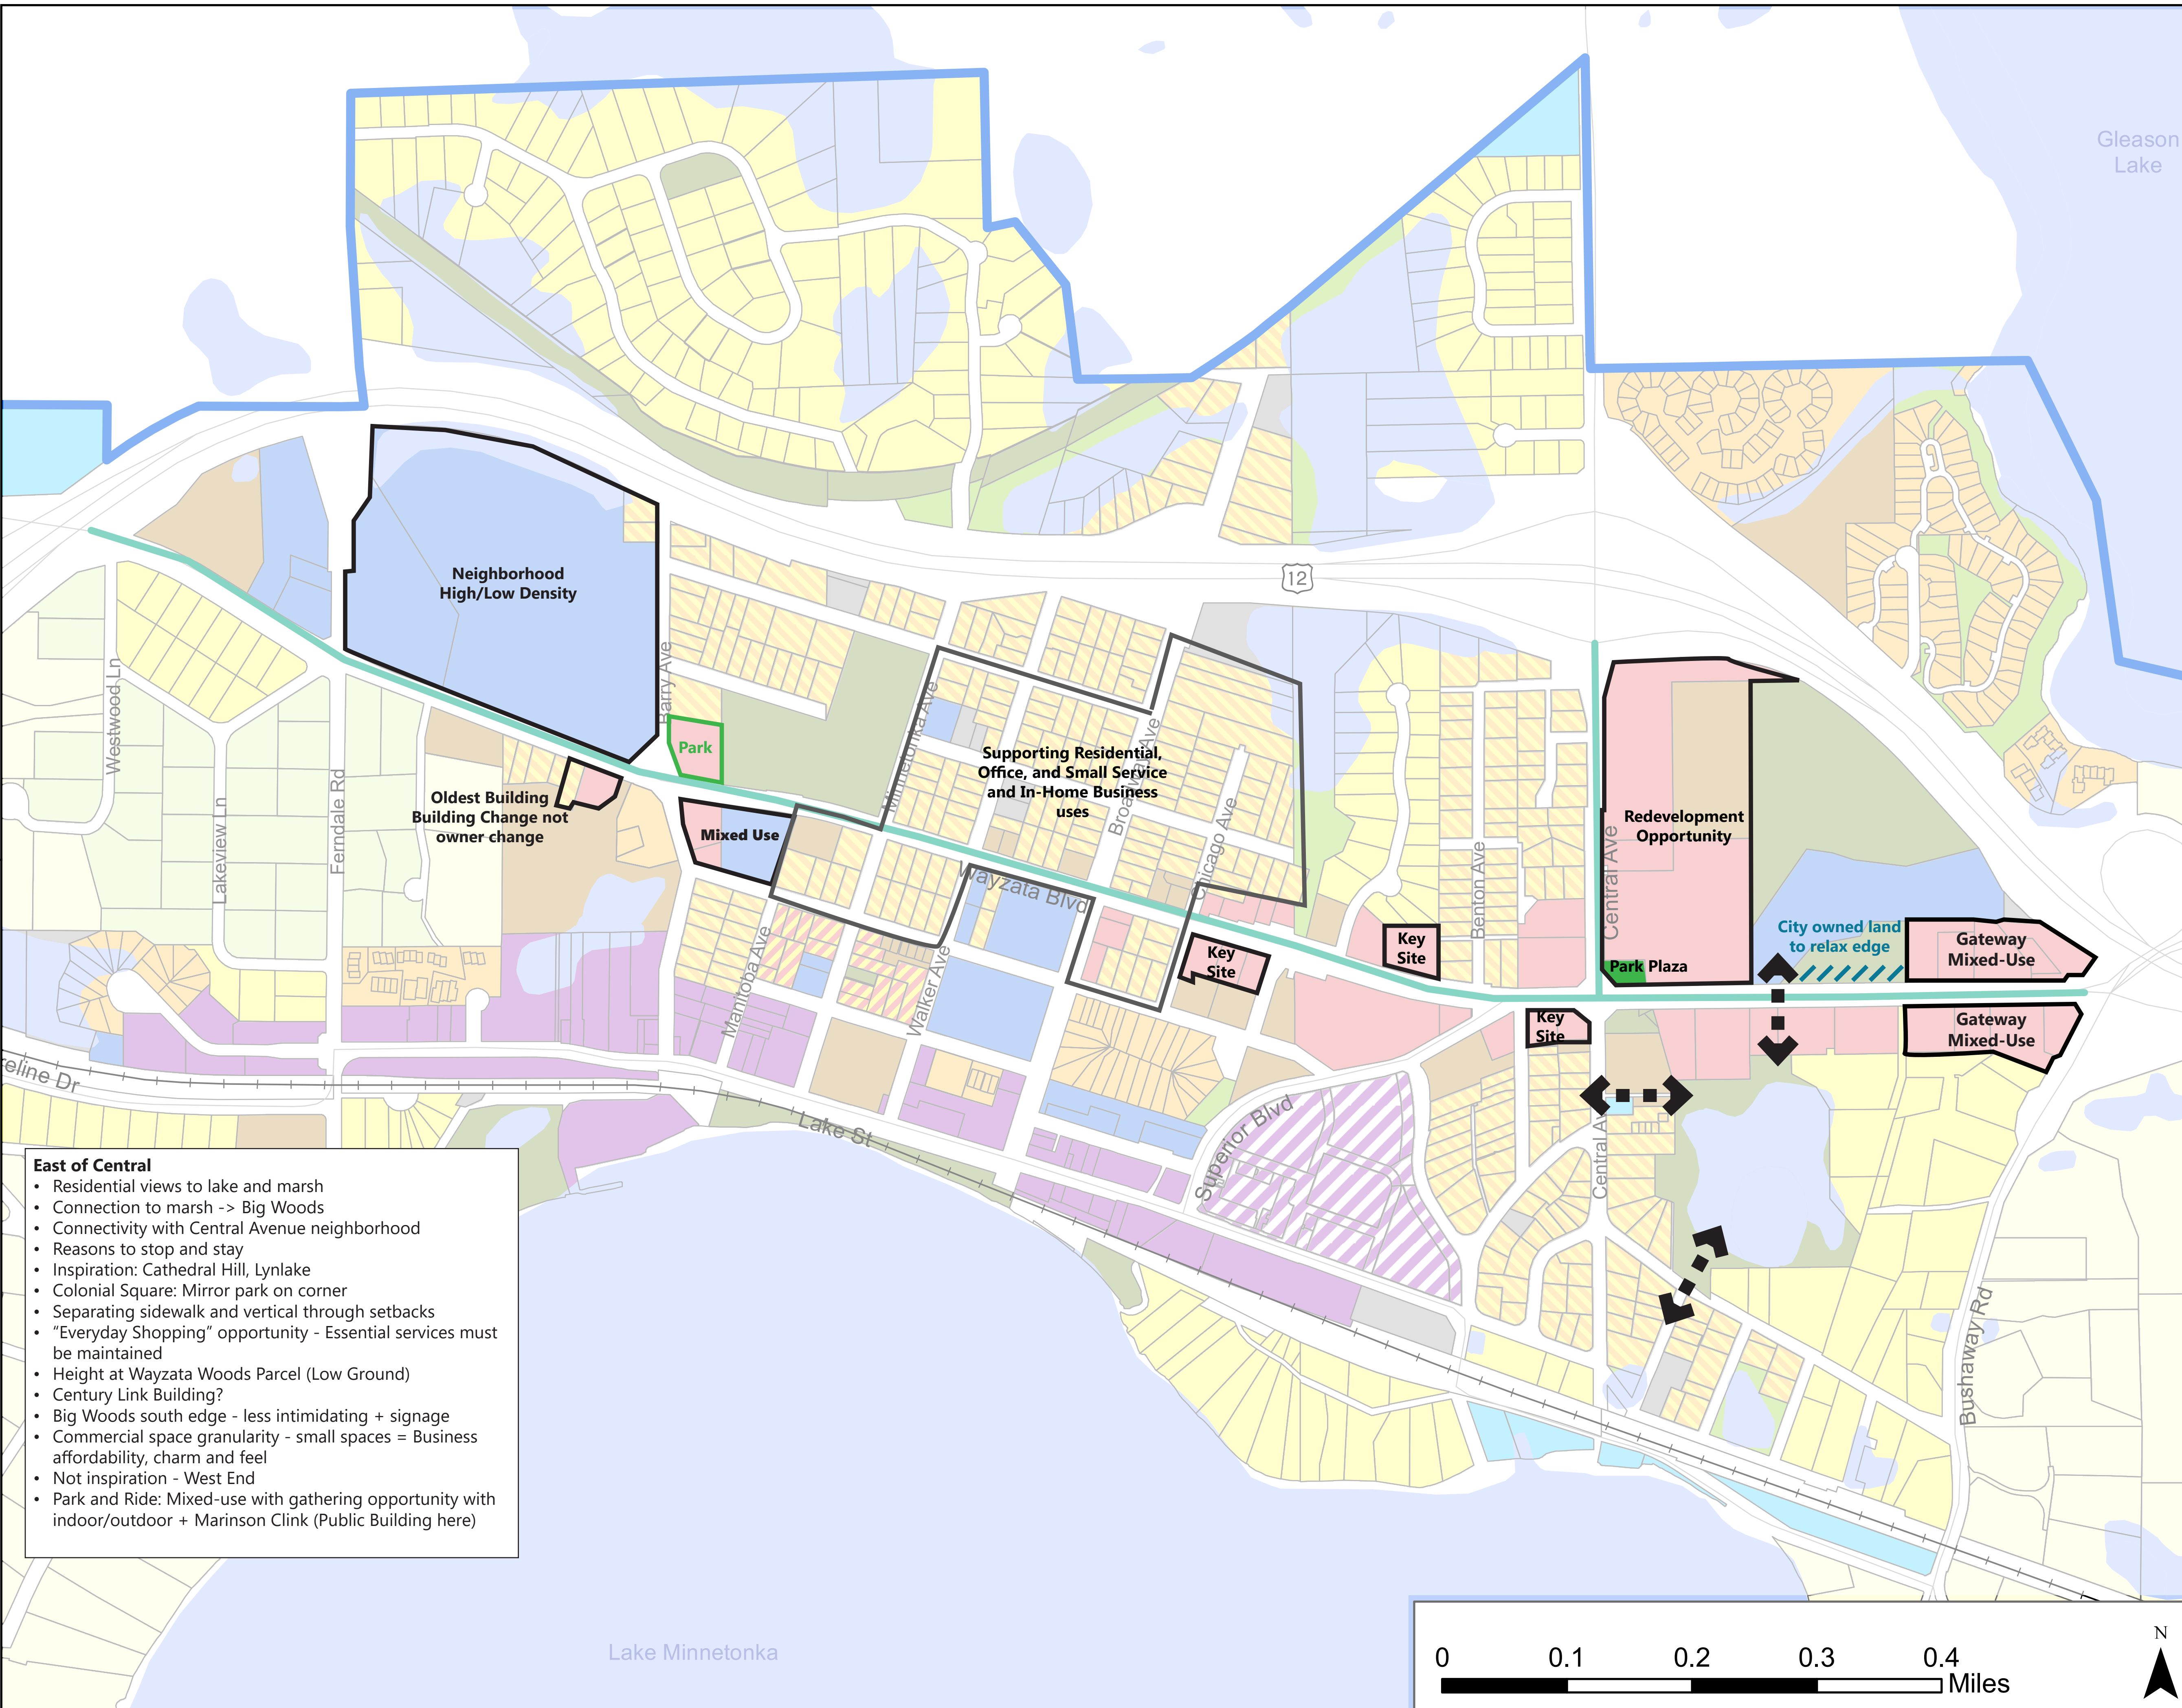 Gleason
Lake
12
Neighborhood
High/Low Density
Westwood Ln
Lakeview Ln
Ferndale Rd
Barry Ave
Park
Minnetonka Ave
Supporting Residential,
Office, and Small Service
and In-Home Business
uses
Broadway Ave
Chicago Ave
Oldest Building
Building Change not
owner change
Mixed Use
Wayzata Blvd
Manitoba Ave
Walker Ave
Key
Site
Key
Site
Benton Ave
Central Ave
Redevelopment
Opportunity
Park Plaza
City owned land
to relax edge
Gateway
Mixed-Use
Gateway
Mixed-Use
Key
Site
Central Av
eline Dr
Lake St
Superior Blvd
Bushaway Rd
East of Central
• Residential views to lake and marsh
• Connection to marsh -> Big Woods
• Connectivity with Central Avenue neighborhood
• Reasons to stop and stay
• Inspiration: Cathedral Hill, Lynlake
• Colonial Square: Mirror park on corner
• Separating sidewalk and vertical through setbacks
• “Everyday Shopping” opportunity - Essential services must
be maintained
• Height at Wayzata Woods Parcel (Low Ground)
• Century Link Building?
• Big Woods south edge - less intimidating + signage
• Commercial space granularity - small spaces = Business
affordability, charm and feel
• Not inspiration - West End
• Park and Ride: Mixed-use with gathering opportunity with
indoor/outdoor + Marinson Clink (Public Building here)
Lake Minnetonka
0 0.1 0.2 0.3 0.4
Miles
N